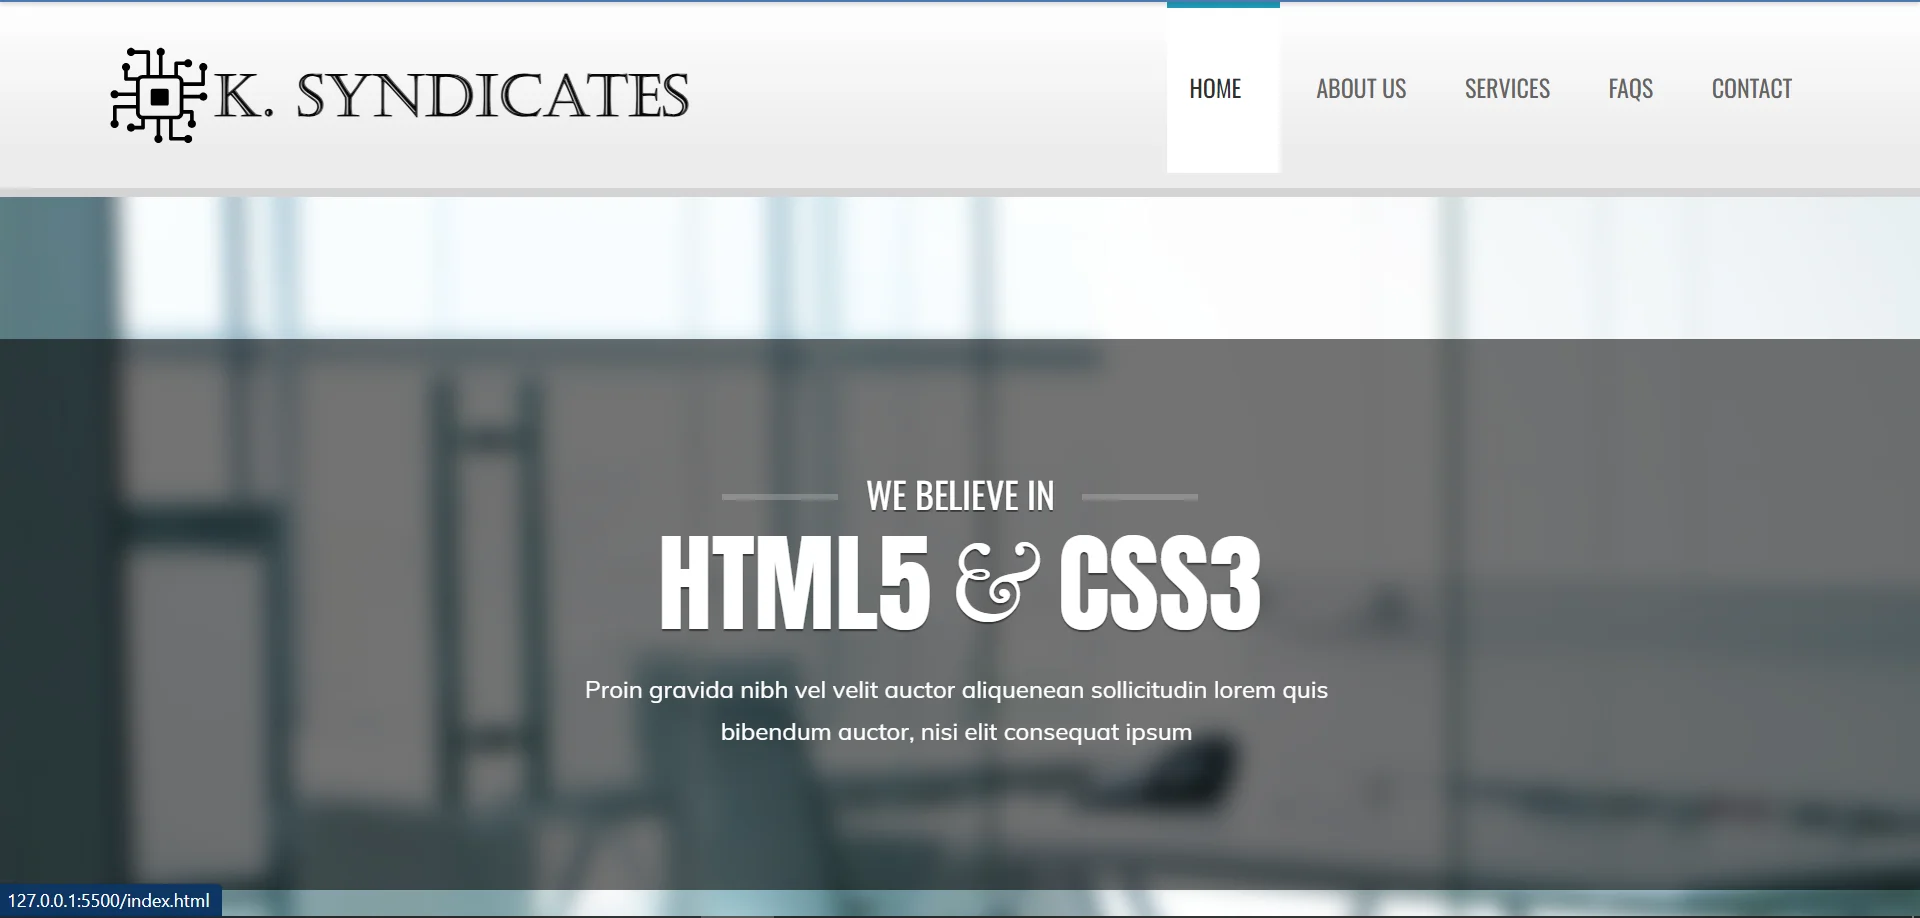 K. SYNDICATES
HOME ABOUT US SERVICES FAQS CONTACT
WE BELIEVE IN
HTML5 & CSS3
Proin gravida nibh vel velit auctor aliquenean sollicitudin lorem quis
bibendum auctor, nisi elit consequat ipsum
127.0.0.1:5500/index.html